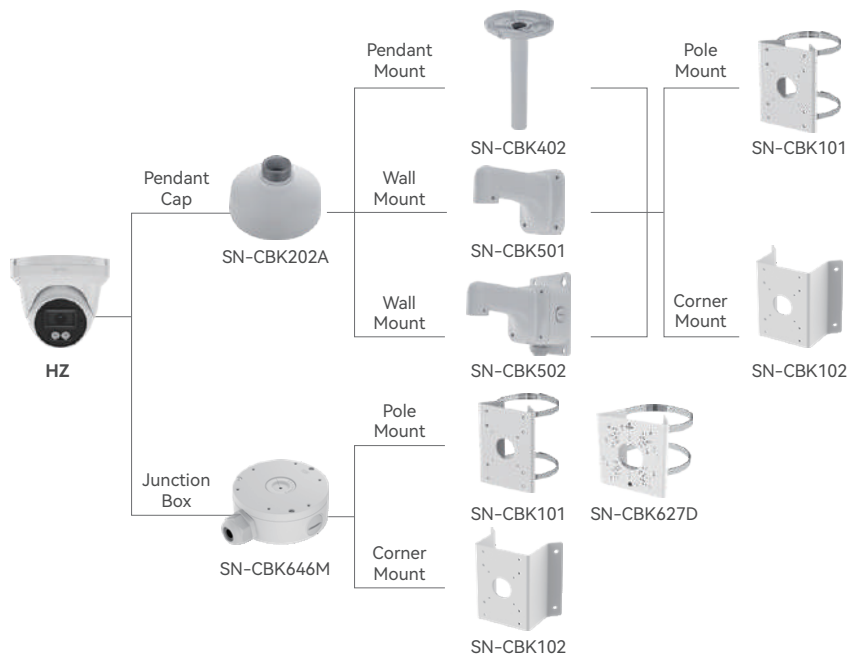 Pendant
Mount
SN-CBK402
Pole
Mount
SN-CBK101
Pendant
Cap
SN-CBK202A
Wall
Mount
SN-CBK501
HZ
Wall
Mount
SN-CBK502
Corner
Mount
SN-CBK102
Junction
Box
SN-CBK646M
Pole
Mount
SN-CBK101
SN-CBK627D
Corner
Mount
SN-CBK102